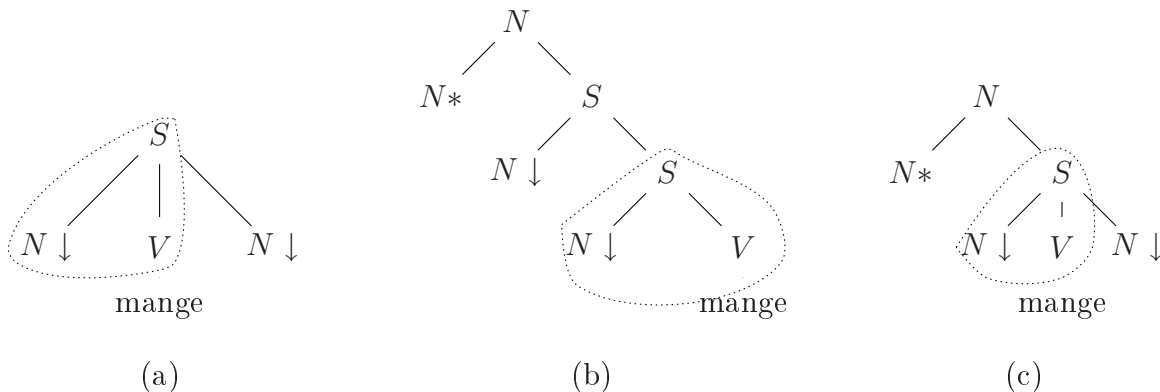 N
N* S N
S N ↓ S N* S
N ↓ V N ↓ N ↓ V N ↓ V N ↓
mange mange mange
(a) (b) (c)